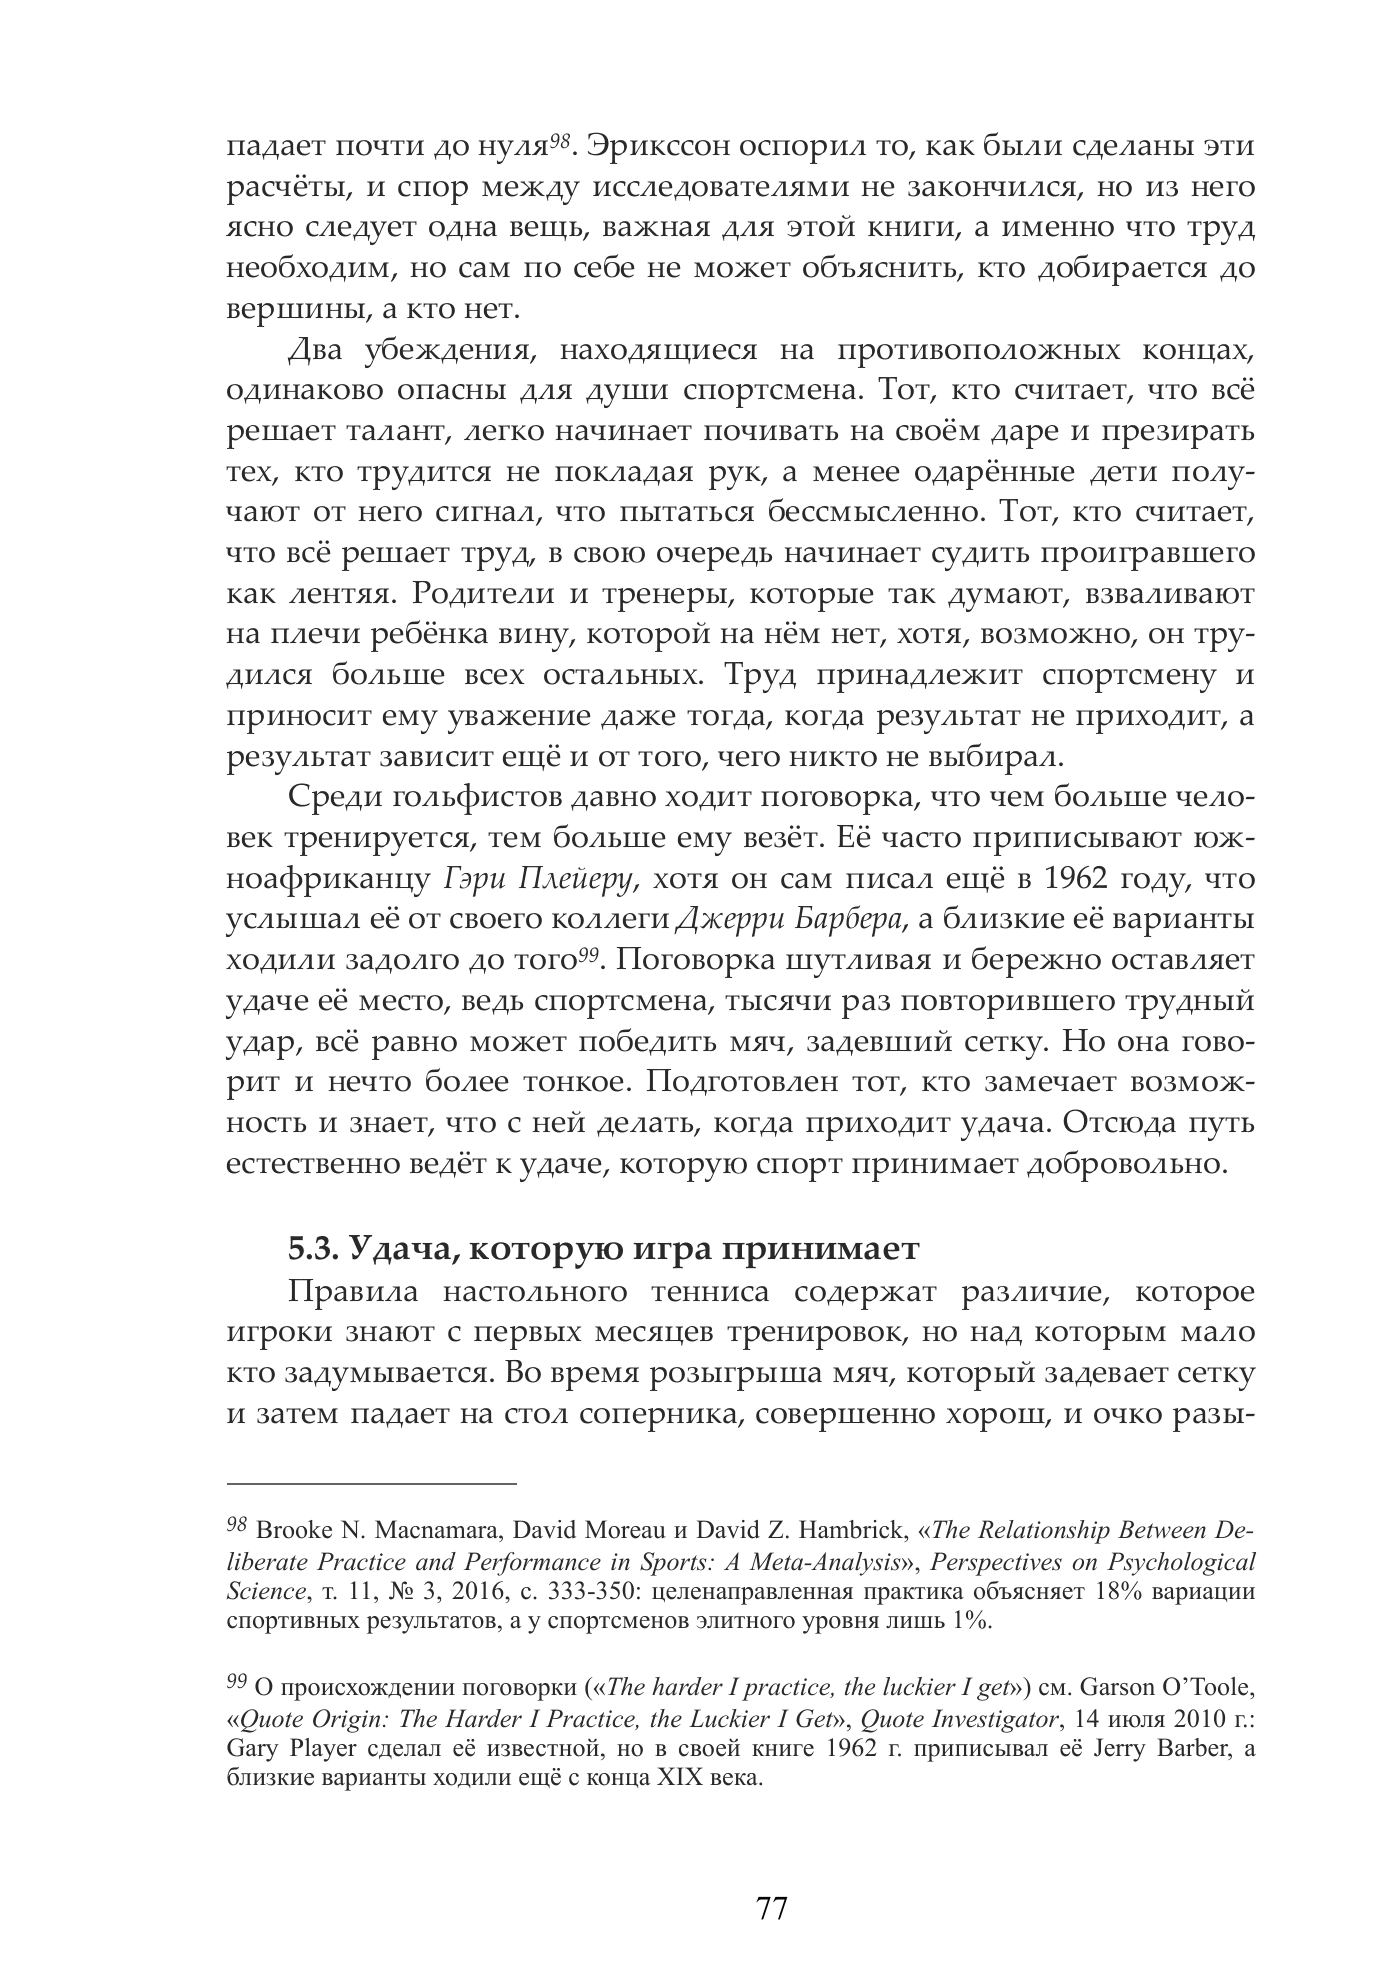 падает почти до нуля98. Эрикссон оспорил то, как были сделаны эти
расчёты, и спор между исследователями не закончился, но из него
ясно следует одна вещь, важная для этой книги, а именно что труд
необходим, но сам по себе не может объяснить, кто добирается до
вершины, а кто нет.
Два убеждения, находящиеся на противоположных концах,
одинаково опасны для души спортсмена. Тот, кто считает, что всё
решает талант, легко начинает почивать на своём даре и презирать
тех, кто трудится не покладая рук, а менее одарённые дети полу-
чают от него сигнал, что пытаться бессмысленно. Тот, кто считает,
что всё решает труд, в свою очередь начинает судить проигравшего
как лентяя. Родители и тренеры, которые так думают, взваливают
на плечи ребёнка вину, которой на нём нет, хотя, возможно, он тру-
дился больше всех остальных. Труд принадлежит спортсмену и
приносит ему уважение даже тогда, когда результат не приходит, а
результат зависит ещё и от того, чего никто не выбирал.
Среди гольфистов давно ходит поговорка, что чем больше чело-
век тренируется, тем больше ему везёт. Её часто приписывают юж-
ноафриканцу Гэри Плейеру, хотя он сам писал ещё в 1962 году, что
услышал её от своего коллеги Джерри Барбера, а близкие её варианты
ходили задолго до того99. Поговорка шутливая и бережно оставляет
удаче её место, ведь спортсмена, тысячи раз повторившего трудный
удар, всё равно может победить мяч, задевший сетку. Но она гово-
рит и нечто более тонкое. Подготовлен тот, кто замечает возмож-
ность и знает, что с ней делать, когда приходит удача. Отсюда путь
естественно ведёт к удаче, которую спорт принимает добровольно.
5.3. Удача, которую игра принимает
Правила настольного тенниса содержат различие, которое
игроки знают с первых месяцев тренировок, но над которым мало
кто задумывается. Во время розыгрыша мяч, который задевает сетку
и затем падает на стол соперника, совершенно хорош, и очко разы-
98 Brooke N. Macnamara, David Moreau и David Z. Hambrick, «The Relationship Between De-
liberate Practice and Performance in Sports: A Meta-Analysis», Perspectives on Psychological
Science, т. 11, № 3, 2016, с. 333-350: целенаправленная практика объясняет 18% вариации
спортивных результатов, а у спортсменов элитного уровня лишь 1%.
99 О происхождении поговорки («The harder I practice, the luckier I get») см. Garson O’Toole,
«Quote Origin: The Harder I Practice, the Luckier I Get», Quote Investigator, 14 июля 2010 г.:
Gary Player сделал её известной, но в своей книге 1962 г. приписывал её Jerry Barber, а
близкие варианты ходили ещё с конца XIX века.
77